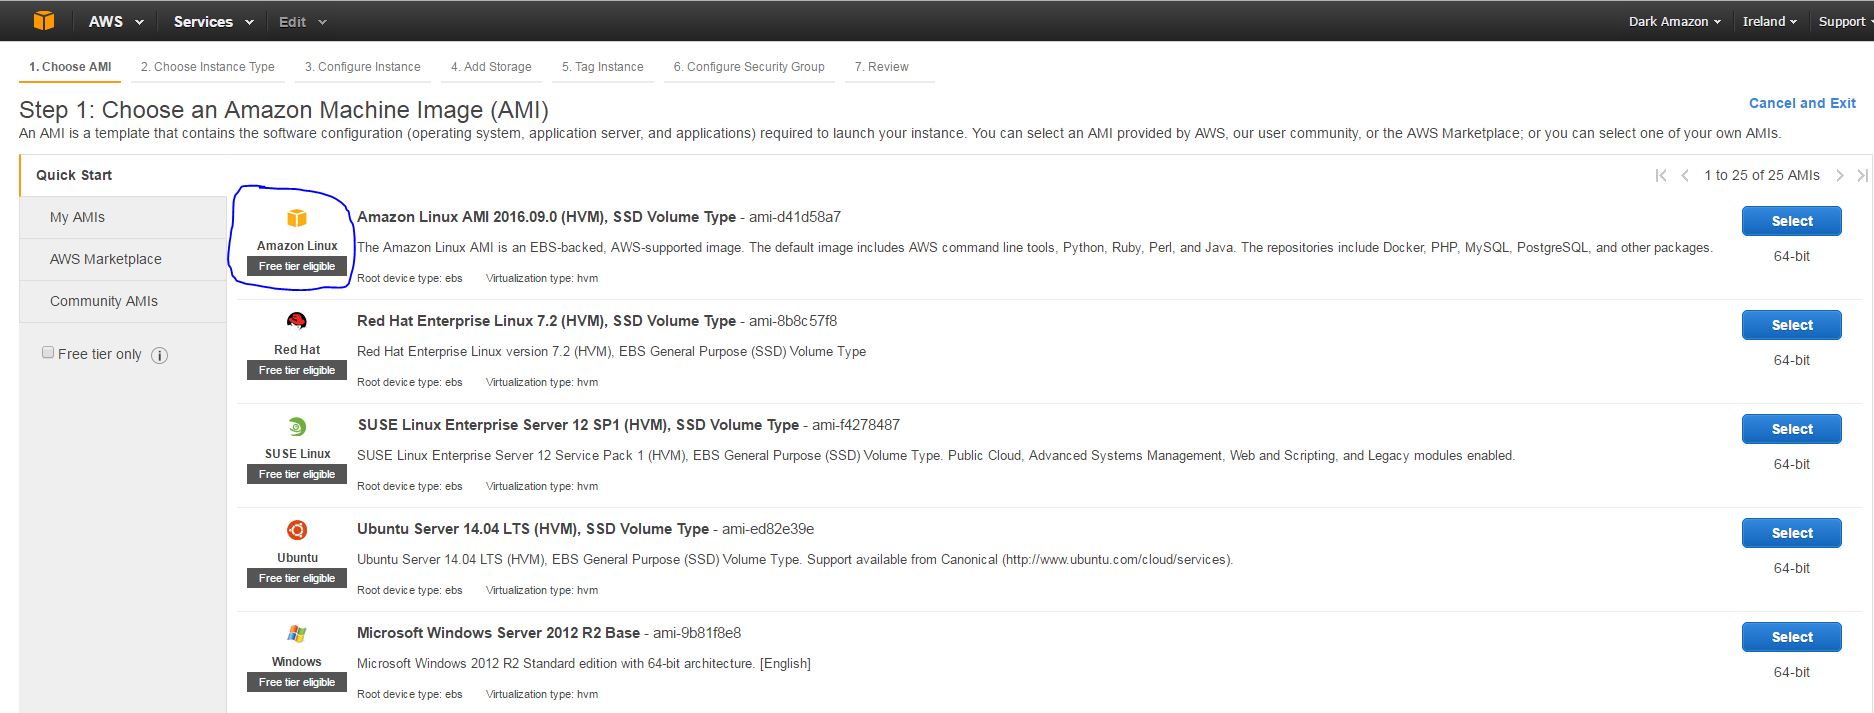 AWS Services Edit Dark Amazon Ireland Support
1. Choose AMI 2. Choose Instance Type 3. Configure Instance 4. Add Storage 5. Tag Instance 6. Configure Security Group 7. Review
Step 1: Choose an Amazon Machine Image (AMI)
Cancel and Exit
An AMI is a template that contains the software configuration (operating system, application server, and applications) required to launch your instance. You can select an AMI provided by AWS, our user community, or the AWS Marketplace; or you can select one of your own AMIs.
Quick Start
My AMIs
AWS Marketplace
Community AMIs
Free tier only
1 to 25 of 25 AMIs
Amazon Linux
Free tier eligible
Amazon Linux AMI 2016.09.0 (HVM), SSD Volume Type - ami-d41d58a7
The Amazon Linux AMI is an EBS-backed, AWS-supported image. The default image includes AWS command line tools, Python, Ruby, Perl, and Java. The repositories include Docker, PHP, MySQL, PostgreSQL, and other packages.
Root device type: ebs Virtualization type: hvm
Select
64-bit
Red Hat
Free tier eligible
Red Hat Enterprise Linux 7.2 (HVM), SSD Volume Type - ami-8b8c57f8
Red Hat Enterprise Linux version 7.2 (HVM), EBS General Purpose (SSD) Volume Type
Root device type: ebs Virtualization type: hvm
Select
64-bit
SUSE Linux
Free tier eligible
SUSE Linux Enterprise Server 12 SP1 (HVM), SSD Volume Type - ami-f4278487
SUSE Linux Enterprise Server 12 Service Pack 1 (HVM), EBS General Purpose (SSD) Volume Type. Public Cloud, Advanced Systems Management, Web and Scripting, and Legacy modules enabled.
Root device type: ebs Virtualization type: hvm
Select
64-bit
Ubuntu
Free tier eligible
Ubuntu Server 14.04 LTS (HVM), SSD Volume Type - ami-ed82e39e
Ubuntu Server 14.04 LTS (HVM), EBS General Purpose (SSD) Volume Type. Support available from Canonical (http://www.ubuntu.com/cloud/services).
Root device type: ebs Virtualization type: hvm
Select
64-bit
Windows
Free tier eligible
Microsoft Windows Server 2012 R2 Base - ami-9b81f8e8
Microsoft Windows 2012 R2 Standard edition with 64-bit architecture. [English]
Root device type: ebs Virtualization type: hvm
Select
64-bit